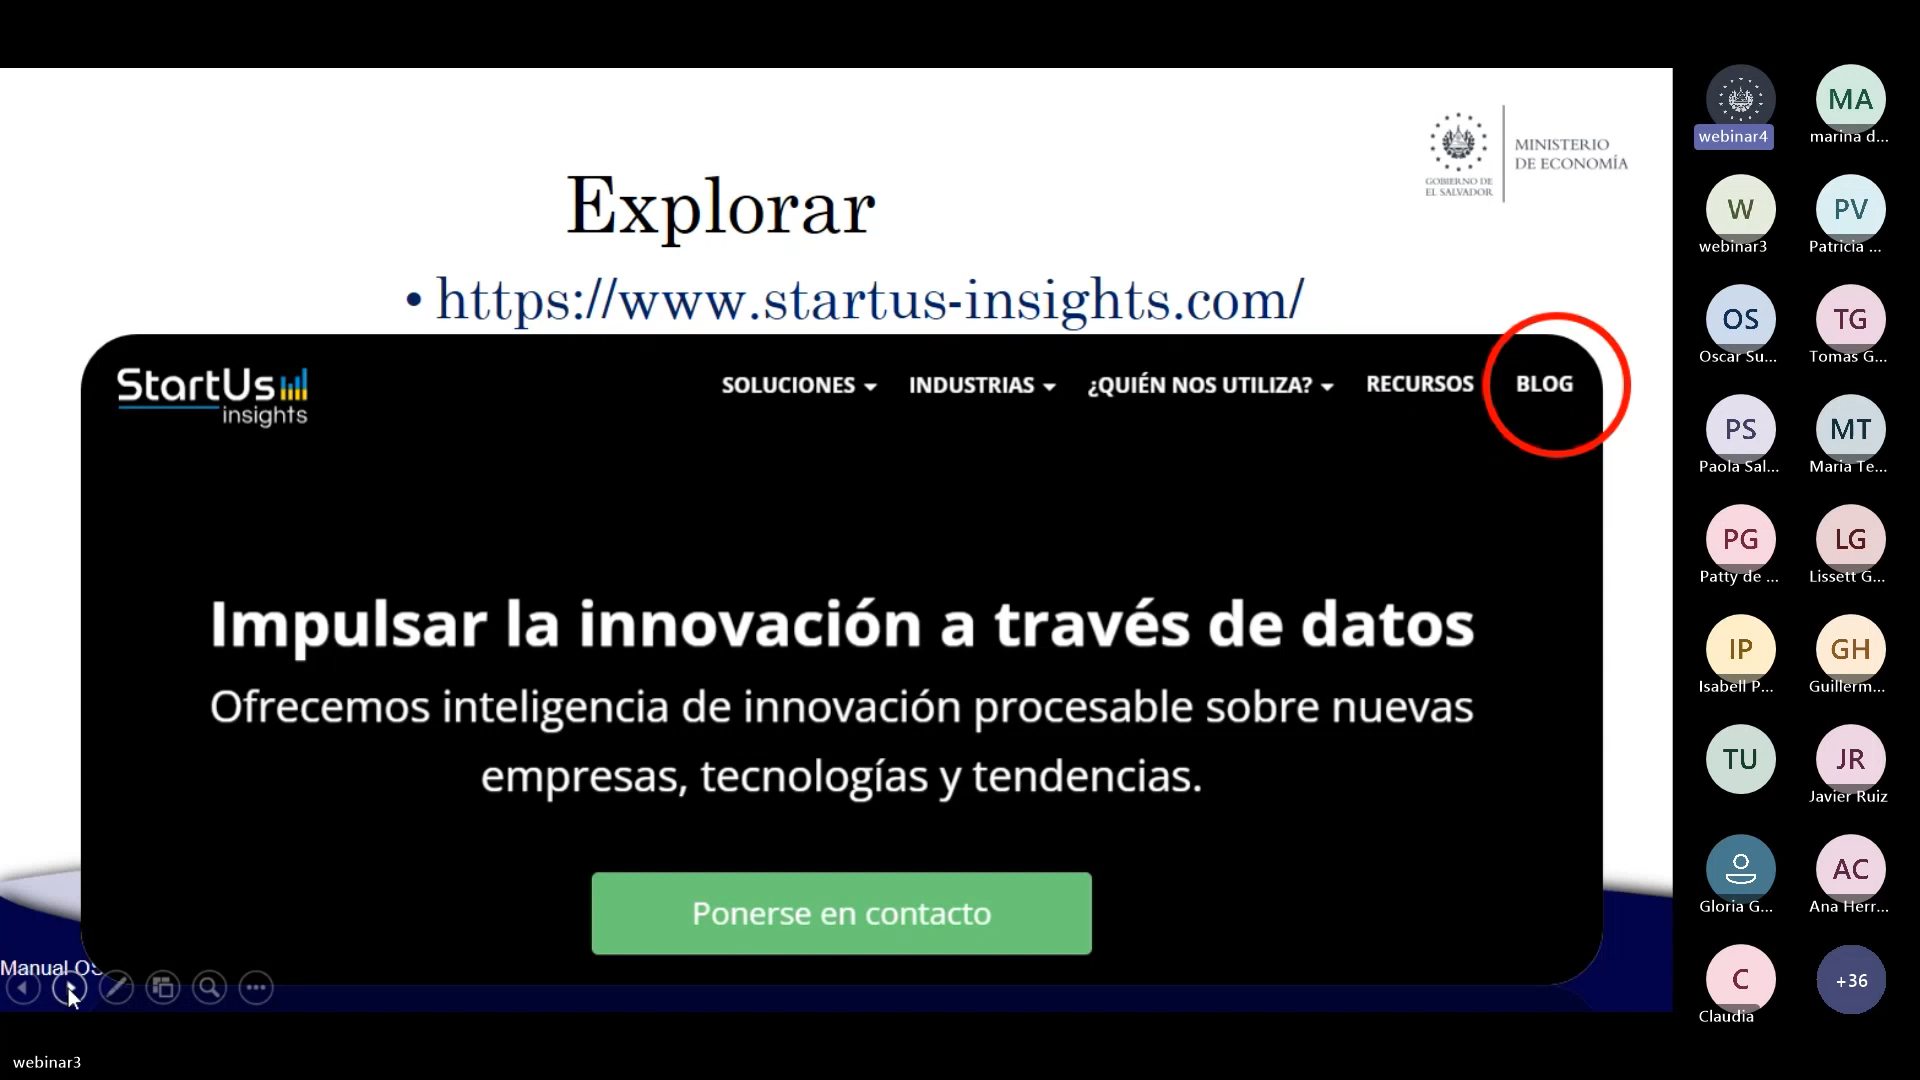 GOBIERNO DE
EL SALVADOR
MINISTERIO
DE ECONOMÍA
Explorar
• https://www.startus-insights.com/
StartUs
insights
SOLUCIONES
INDUSTRIAS
¿QUIÉN NOS UTILIZA?
RECURSOS
BLOG
Impulsar la innovación a través de datos
Ofrecemos inteligencia de innovación procesable sobre nuevas
empresas, tecnologías y tendencias.
Ponerse en contacto
Manual OS
webinar3
webinar4
MA
marina d...
W
webinar3
PV
Patricia ...
OS
Oscar Su...
TG
Tomas G...
PS
Paola Sal...
MT
Maria Te...
PG
Patty de ...
LG
Lissett G...
IP
Isabell P...
GH
Guillerm...
TU
JR
Javier Ruiz
Gloria G...
AC
Ana Herr...
C
Claudia
+36